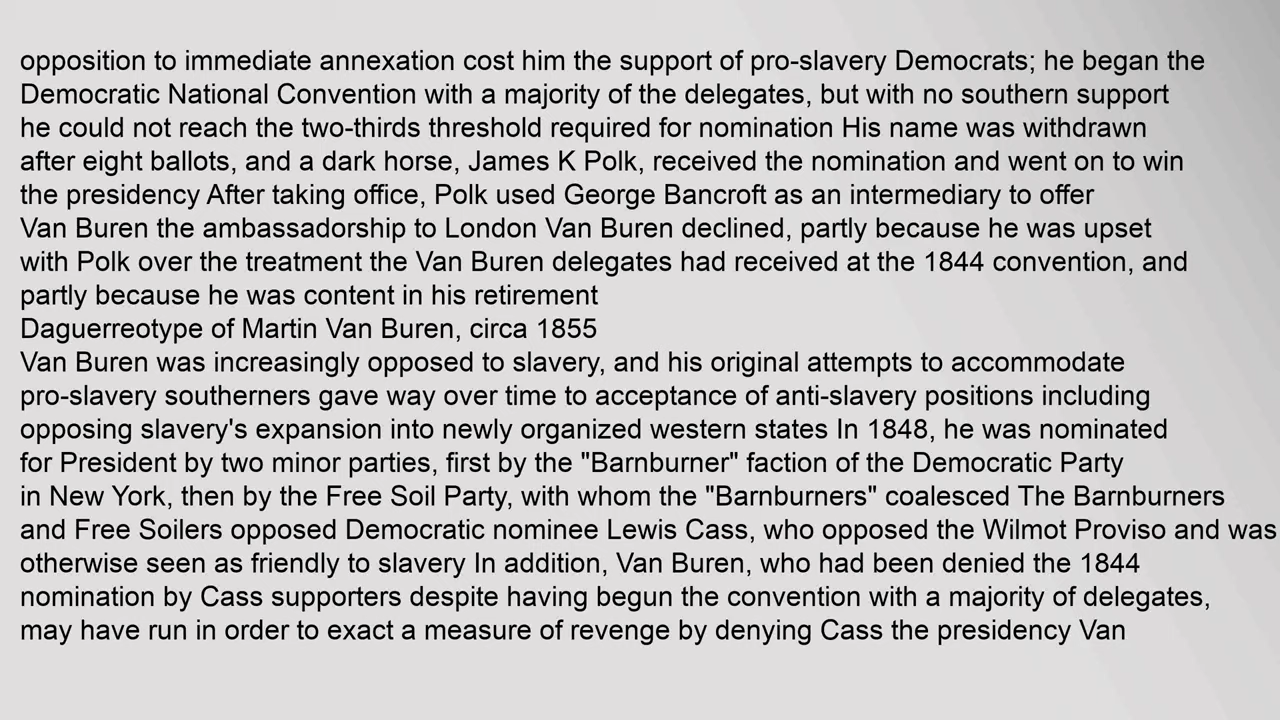 opposition to immediate annexation cost him the support of pro-slavery Democrats; he began the
Democratic National Convention with a majority of the delegates, but with no southern support
he could not reach the two-thirds threshold required for nomination His name was withdrawn
after eight ballots, and a dark horse, James K Polk, received the nomination and went on to win
the presidency After taking office, Polk used George Bancroft as an intermediary to offer
Van Buren the ambassadorship to London Van Buren declined, partly because he was upset
with Polk over the treatment the Van Buren delegates had received at the 1844 convention, and
partly because he was content in his retirement
Daguerreotype of Martin Van Buren, circa 1855
Van Buren was increasingly opposed to slavery, and his original attempts to accommodate
pro-slavery southerners gave way over time to acceptance of anti-slavery positions including
opposing slavery's expansion into newly organized western states In 1848, he was nominated
for President by two minor parties, first by the "Barnburner" faction of the Democratic Party
in New York, then by the Free Soil Party, with whom the "Barnburners" coalesced The Barnburners
and Free Soilers opposed Democratic nominee Lewis Cass, who opposed the Wilmot Proviso and was
otherwise seen as friendly to slavery In addition, Van Buren, who had been denied the 1844
nomination by Cass supporters despite having begun the convention with a majority of delegates,
may have run in order to exact a measure of revenge by denying Cass the presidency Van